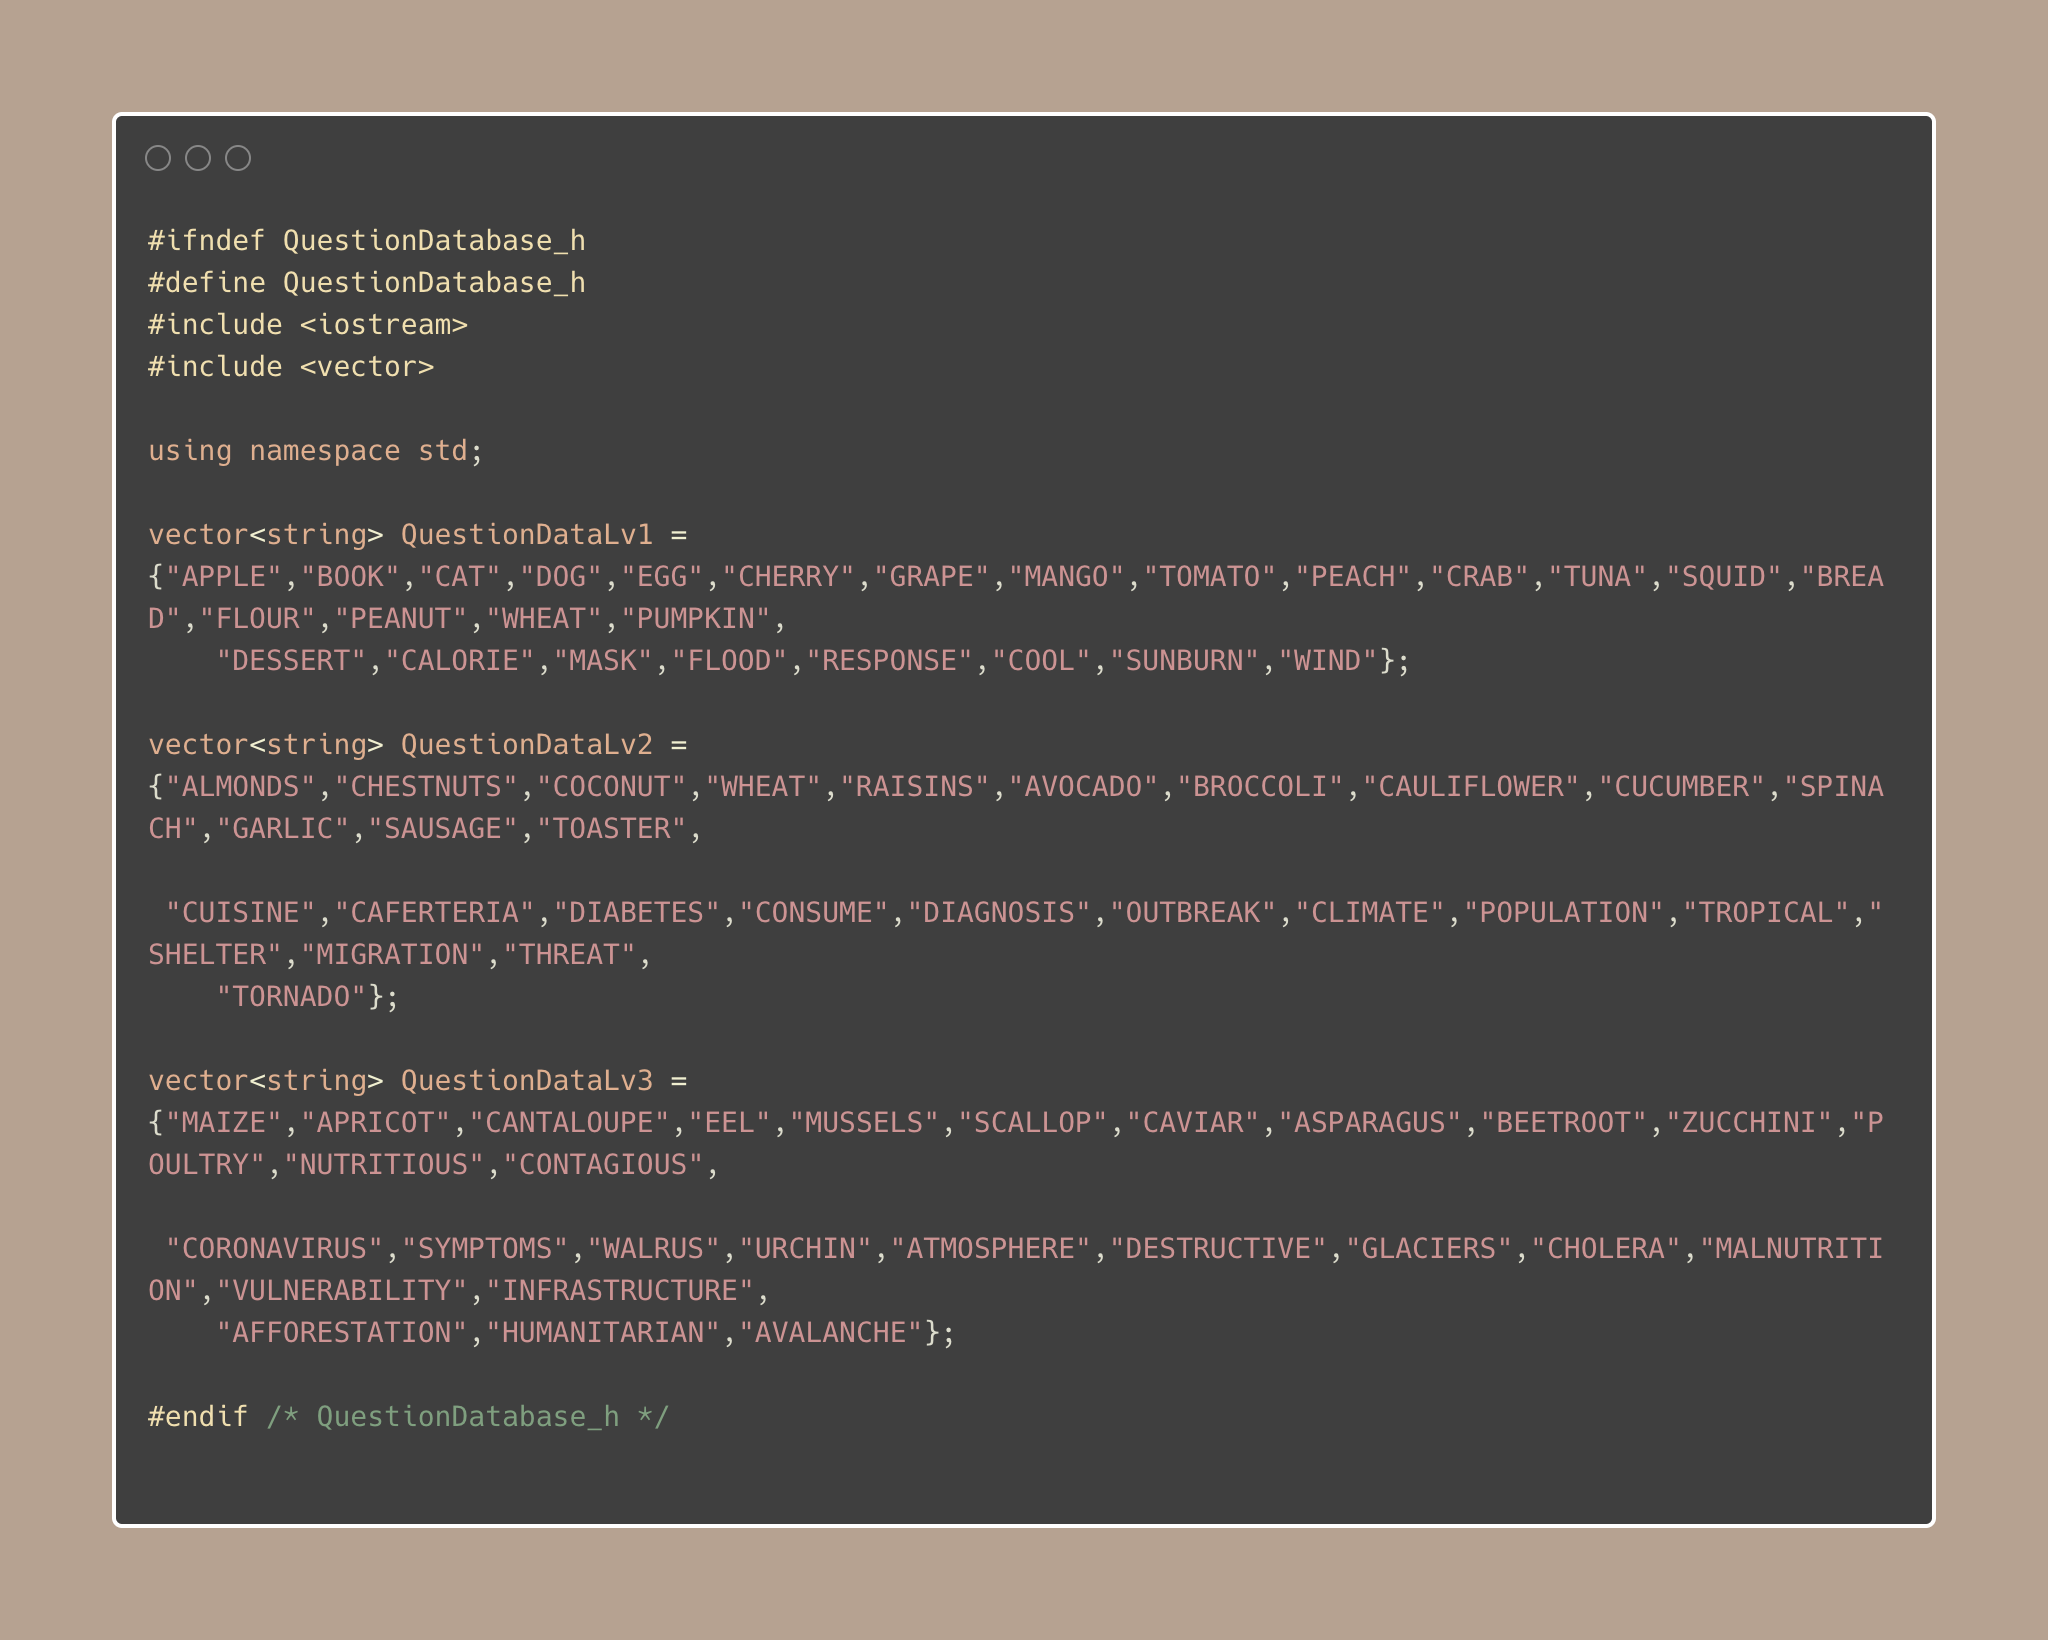 #ifndef QuestionDatabase_h
#define QuestionDatabase_h
#include <iostream>
#include <vector>
using namespace std;
vector<string> QuestionDataLv1 =
{"APPLE","BOOK","CAT","DOG","EGG","CHERRY","GRAPE","MANGO","TOMATO","PEACH","CRAB","TUNA","SQUID","BREA
D","FLOUR","PEANUT","WHEAT","PUMPKIN",
    "DESSERT","CALORIE","MASK","FLOOD","RESPONSE","COOL","SUNBURN","WIND"};
vector<string> QuestionDataLv2 =
{"ALMONDS","CHESTNUTS","COCONUT","WHEAT","RAISINS","AVOCADO","BROCCOLI","CAULIFLOWER","CUCUMBER","SPINA
CH","GARLIC","SAUSAGE","TOASTER",
 "CUISINE","CAFERTERIA","DIABETES","CONSUME","DIAGNOSIS","OUTBREAK","CLIMATE","POPULATION","TROPICAL","
SHELTER","MIGRATION","THREAT",
    "TORNADO"};
vector<string> QuestionDataLv3 =
{"MAIZE","APRICOT","CANTALOUPE","EEL","MUSSELS","SCALLOP","CAVIAR","ASPARAGUS","BEETROOT","ZUCCHINI","P
OULTRY","NUTRITIOUS","CONTAGIOUS",
 "CORONAVIRUS","SYMPTOMS","WALRUS","URCHIN","ATMOSPHERE","DESTRUCTIVE","GLACIERS","CHOLERA","MALNUTRITI
ON","VULNERABILITY","INFRASTRUCTURE",
    "AFFORESTATION","HUMANITARIAN","AVALANCHE"};
#endif /* QuestionDatabase_h */